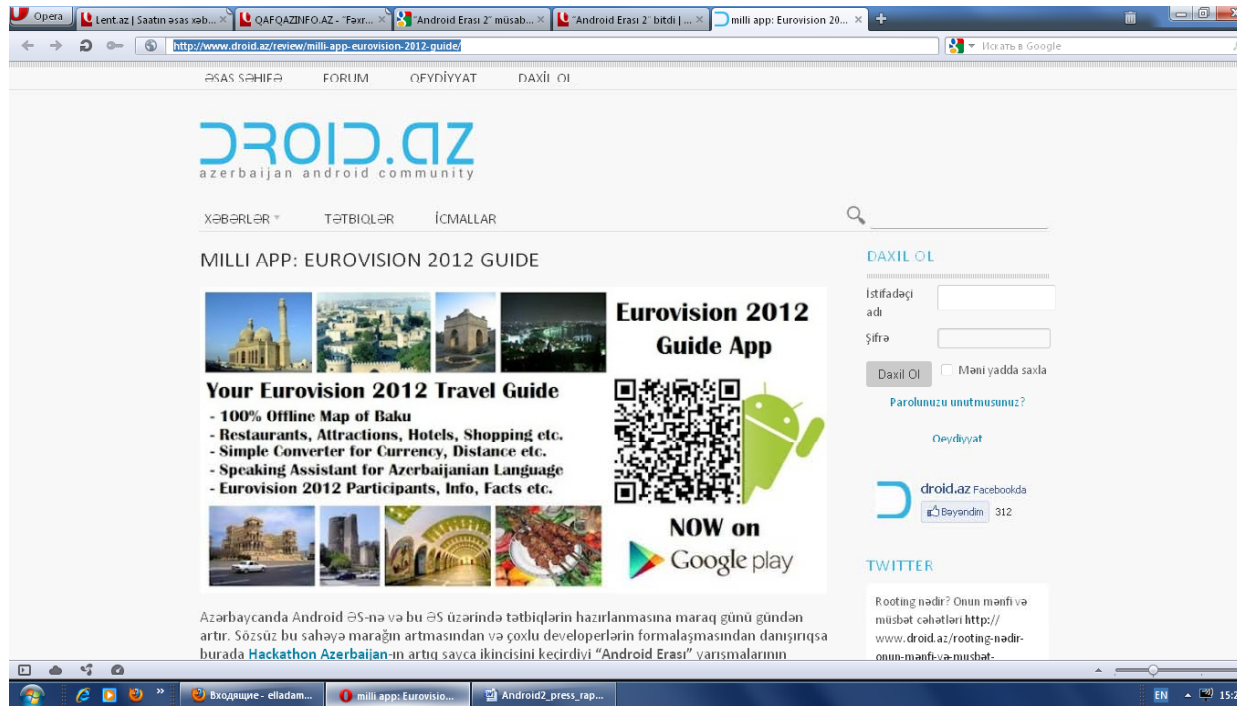 Opera
Lent.az | Saatın əsas xəb...
QAFQAZINFO.AZ - "Fəxr...
"Android Erası 2" müsab...
"Android Erası 2" bitdi | ...
milli app: Eurovision 20...
http://www.droid.az/review/milli-app-eurovision-2012-guide/
Искать в Google
ƏSAS SƏHIFƏ FORUM QEYDİYYAT DAXİL OL
DROID.az
azerbaijan android community
XƏBƏRLƏR TƏTBIQLƏR İCMALLAR
MILLI APP: EUROVISION 2012 GUIDE
Eurovision 2012
Guide App
Your Eurovision 2012 Travel Guide
- 100% Offline Map of Baku
- Restaurants, Attractions, Hotels, Shopping etc.
- Simple Converter for Currency, Distance etc.
- Speaking Assistant for Azerbaijanian Language
- Eurovision 2012 Participants, Info, Facts etc.
NOW on
Google play
Azərbaycanda Android ƏS-nə və bu ƏS üzərində tətbiqlərin hazırlanmasına maraq günü gündən
artır. Sözsüz bu sahəyə marağın artmasından və çoxlu developerlərin formalaşmasından danışırıqsa
burada Hackathon Azerbaijan-ın artıq sayca ikincisini keçirdiyi "Android Erası" yarışmalarının
DAXIL OL
İstifadəçi
adı
Şifrə
Daxil Ol Məni yadda saxla
Parolunuzu unutmusunuz?
Qeydiyyat
droid.az Facebookda
Bəyəndim 312
TWITTER
Rooting nədir? Onun mənfi və
müsbət cəhətləri http://
www.droid.az/rooting-nədir-
onun-mənfi-və-musbət-
Входящие - elladam...
milli app: Eurovisio...
Android2_press_rap...
EN